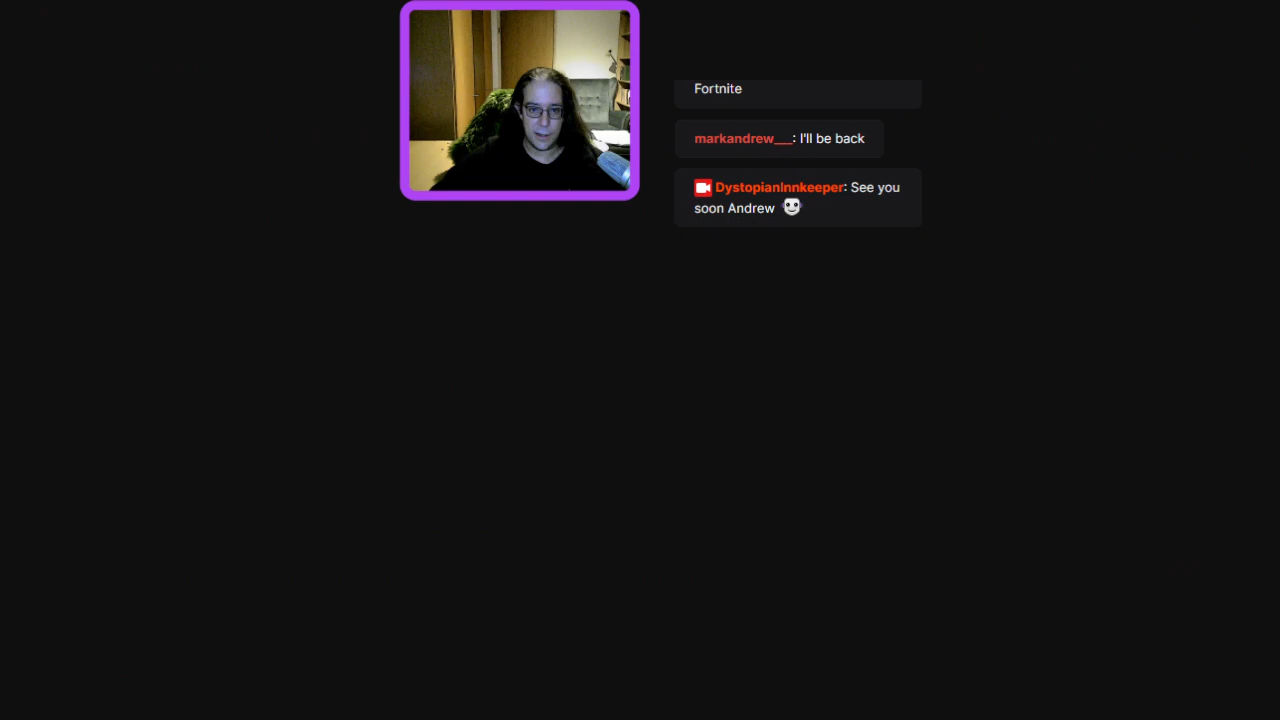 Fortnite
markandrew___: I'll be back
DystopianInnkeeper: See you
soon Andrew